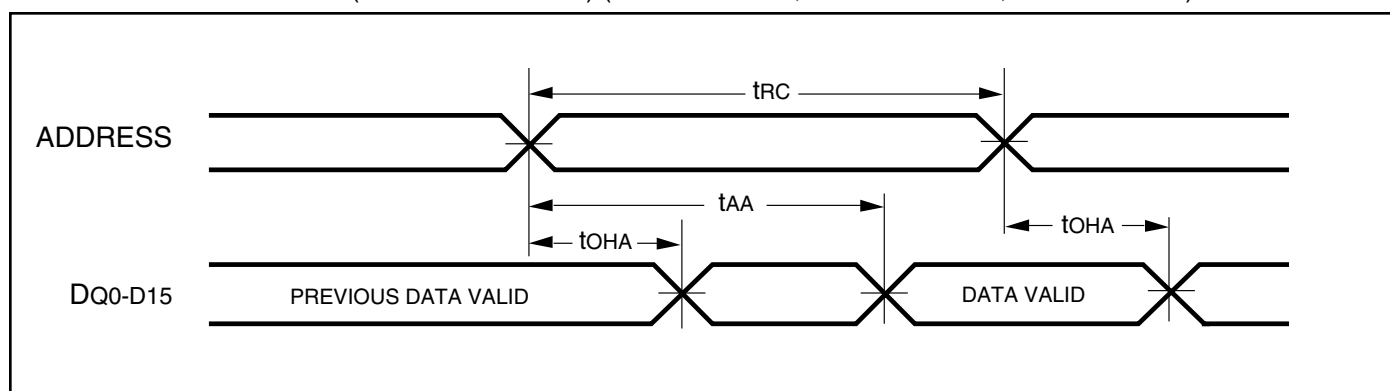 tRC
ADDRESS
tAA
tOHA
tOHA
DQ0-D15
PREVIOUS DATA VALID
DATA VALID